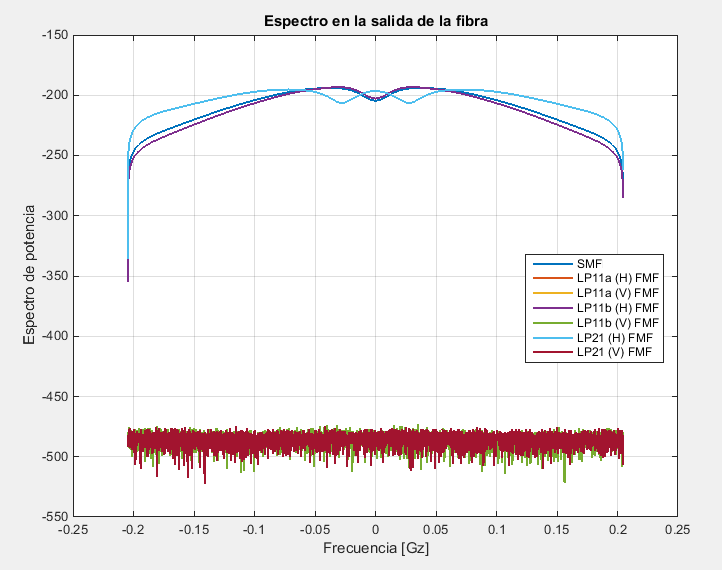 Espectro en la salida de la fibra
Espectro de potencia
-150
-200
-250
-300
-350
-400
-450
-500
-550
SMF
LP11a (H) FMF
LP11a (V) FMF
LP11b (H) FMF
LP11b (V) FMF
LP21 (H) FMF
LP21 (V) FMF
-0.25 -0.2 -0.15 -0.1 -0.05 0 0.05 0.1 0.15 0.2 0.25
Frecuencia [Gz]